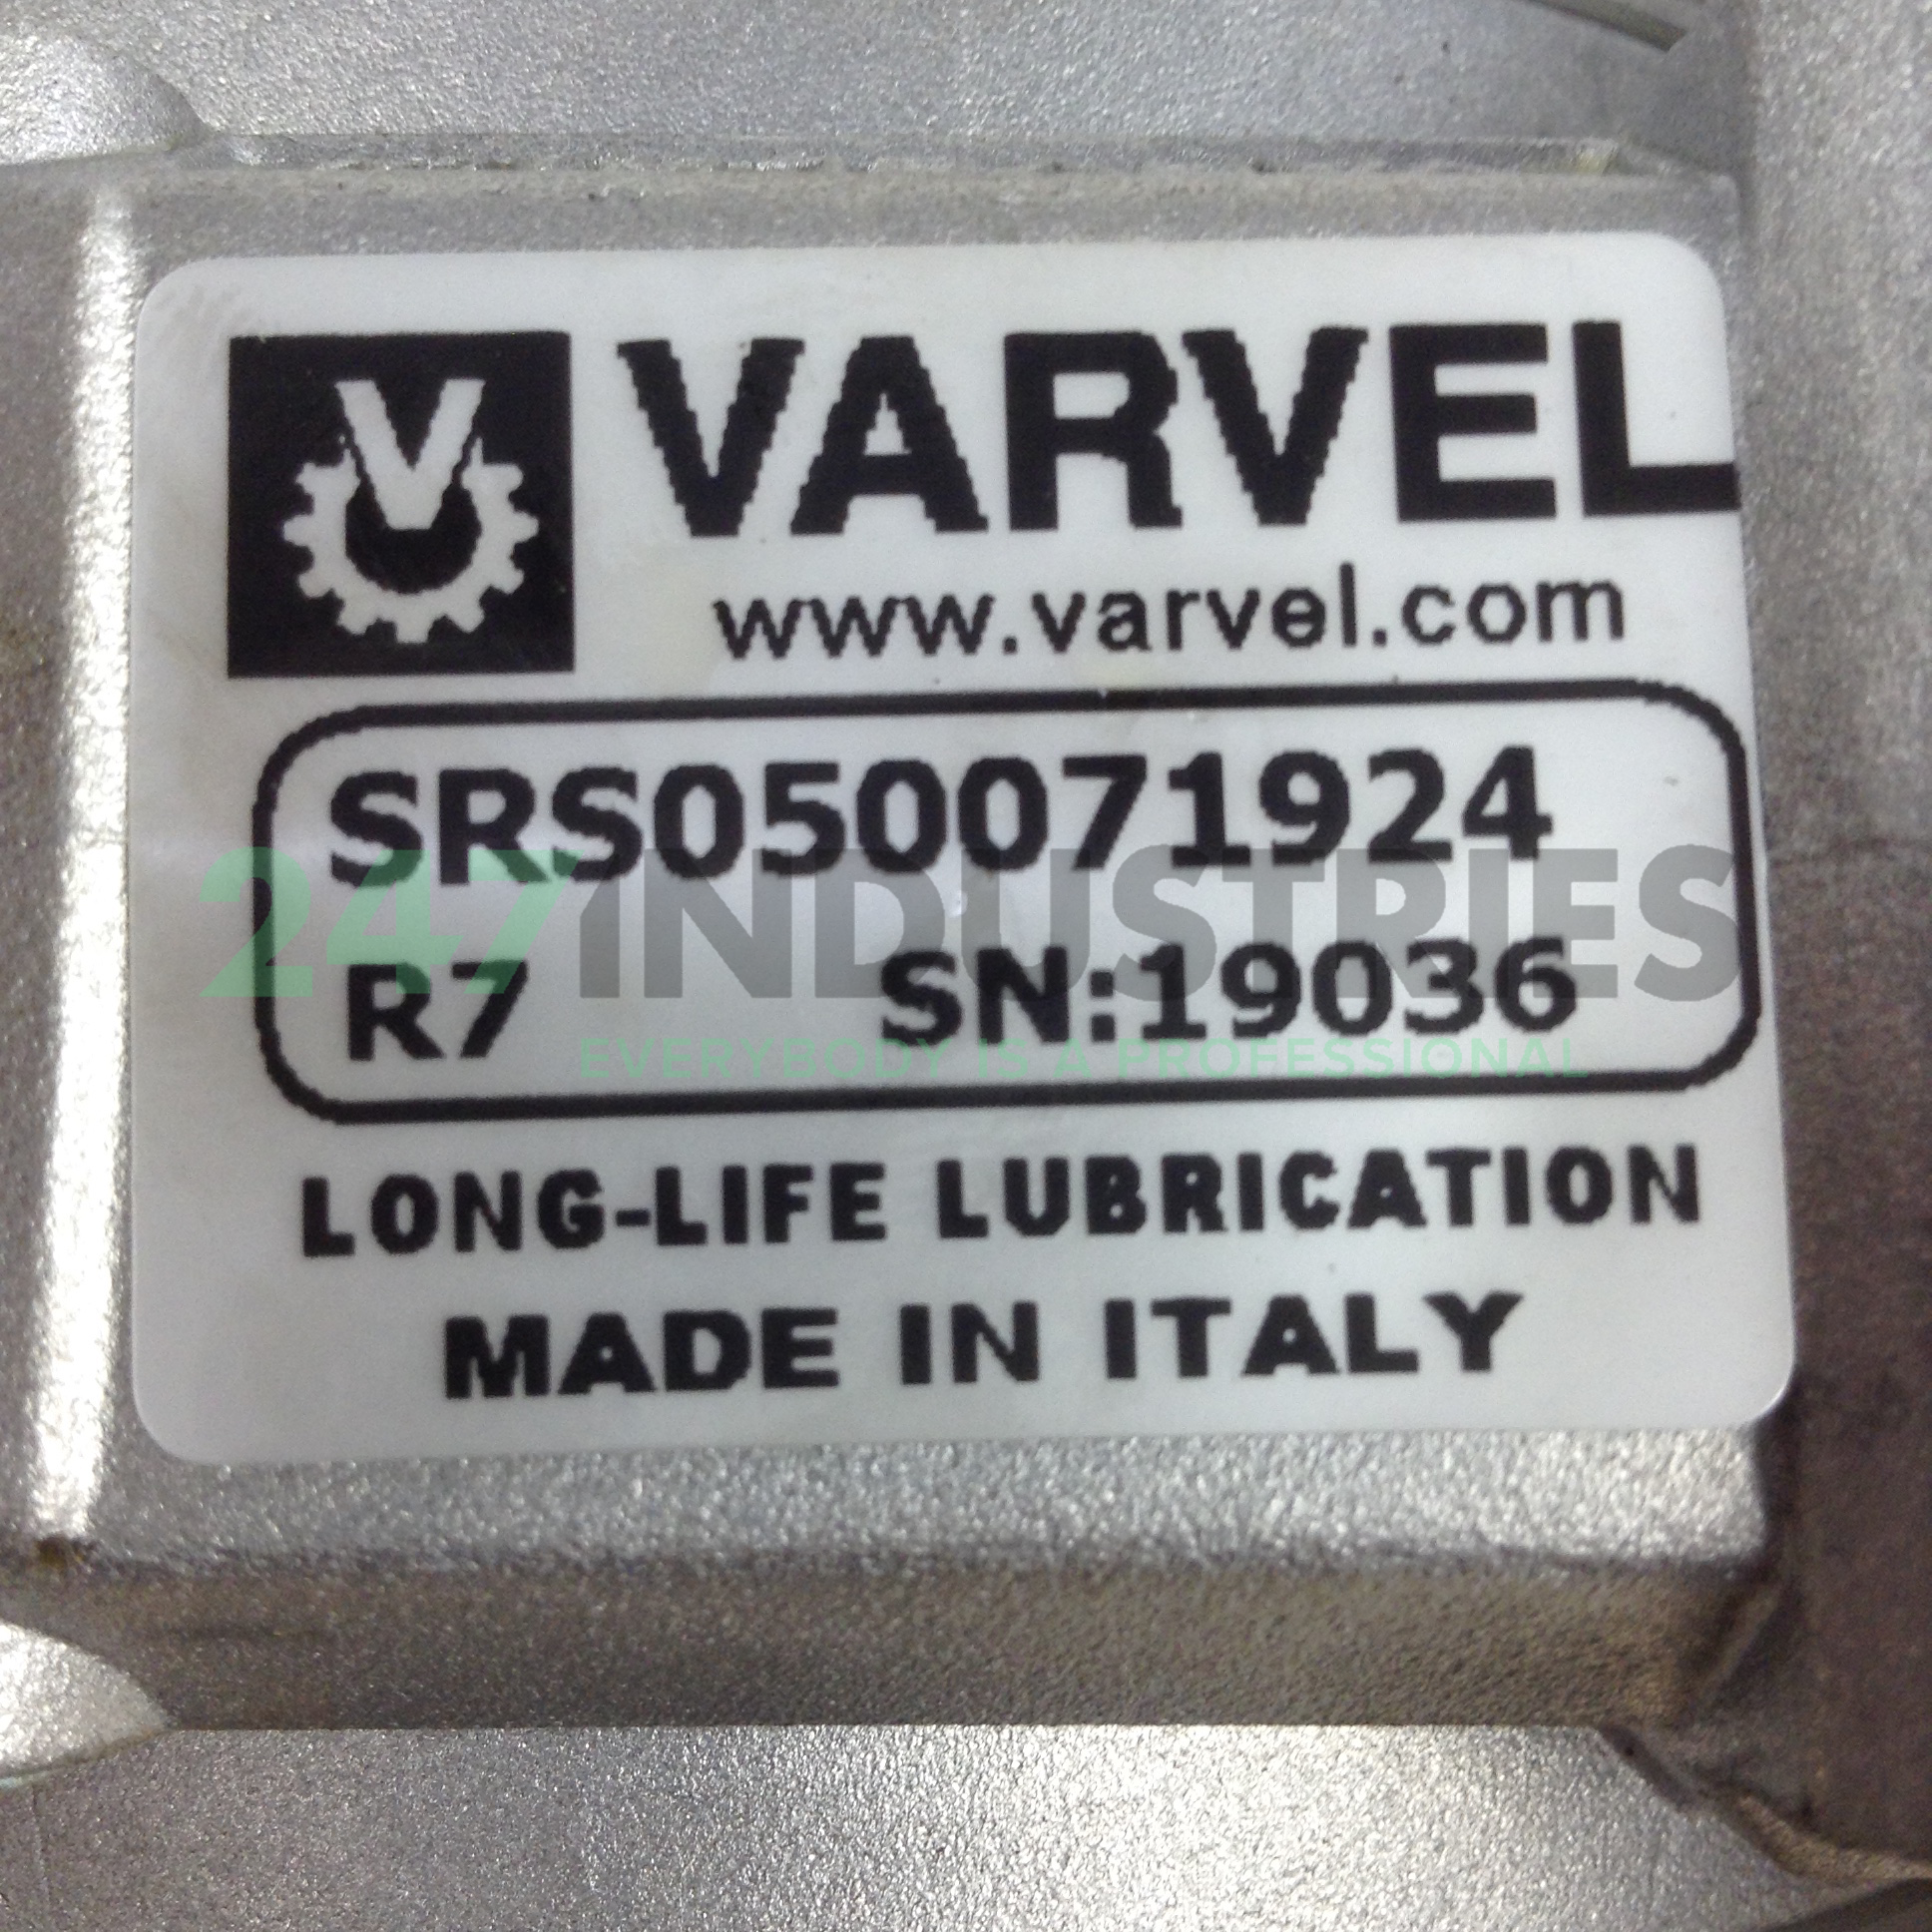 V
VARVEL
www.varvel.com
SRS050071924
247INDUSTRIES
R7 SN:19036
EVERYBODY IS A PROFESSIONAL
LONG-LIFE LUBRICATION
MADE IN ITALY